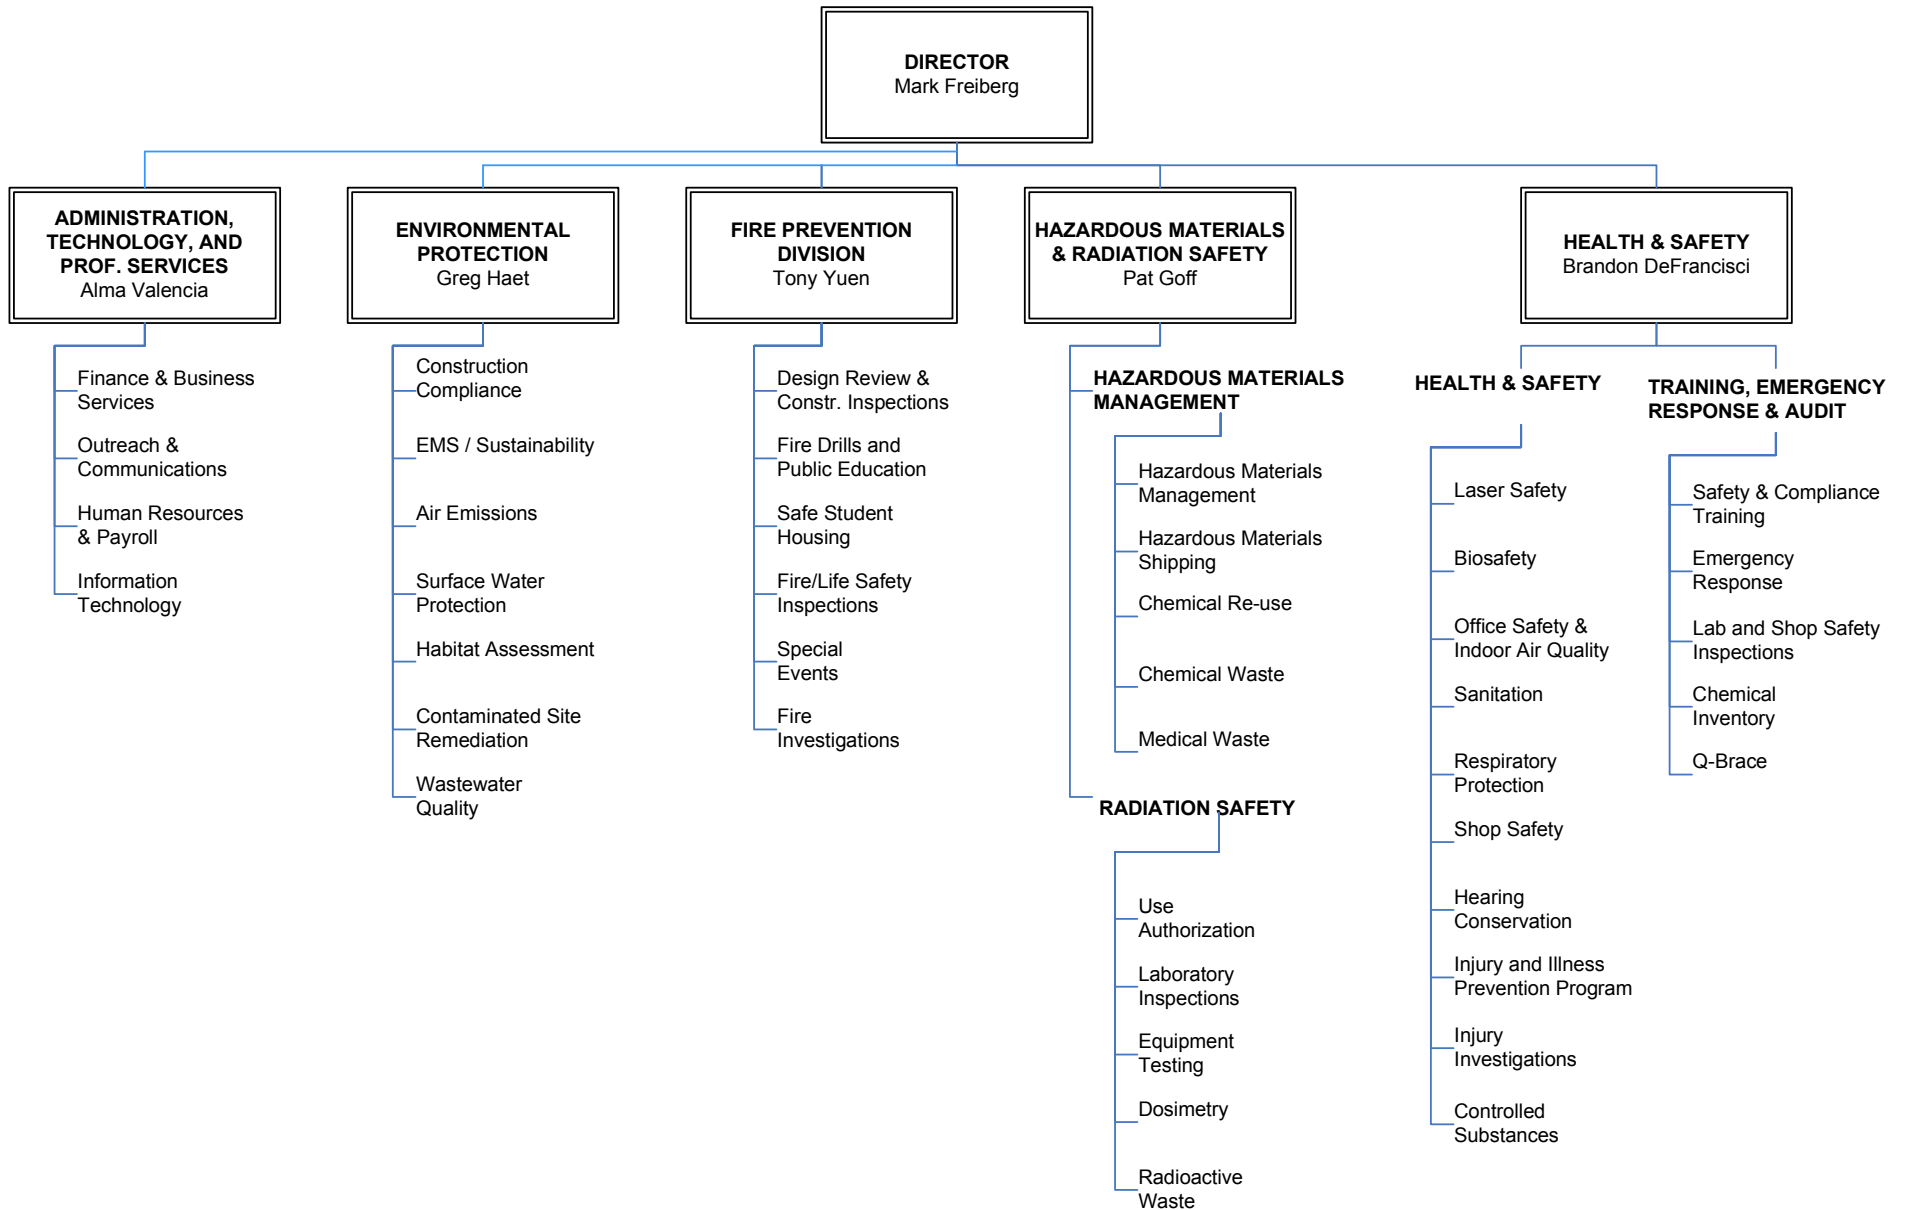 DIRECTOR
Mark Freiberg
ADMINISTRATION,
TECHNOLOGY, AND
PROF. SERVICES
Alma Valencia
Finance & Business
Services
Outreach &
Communications
Human Resources
& Payroll
Information
Technology
ENVIRONMENTAL
PROTECTION
Greg Haet
Construction
Compliance
EMS / Sustainability
Air Emissions
Surface Water
Protection
Habitat Assessment
Contaminated Site
Remediation
Wastewater
Quality
FIRE PREVENTION
DIVISION
Tony Yuen
Design Review &
Constr. Inspections
Fire Drills and
Public Education
Safe Student
Housing
Fire/Life Safety
Inspections
Special
Events
Fire
Investigations
HAZARDOUS MATERIALS
& RADIATION SAFETY
Pat Goff
HAZARDOUS MATERIALS
MANAGEMENT
Hazardous Materials
Management
Hazardous Materials
Shipping
Chemical Re-use
Chemical Waste
Medical Waste
RADIATION SAFETY
Use
Authorization
Laboratory
Inspections
Equipment
Testing
Dosimetry
Radioactive
Waste
HEALTH & SAFETY
Brandon DeFrancisci
HEALTH & SAFETY
Laser Safety
Biosafety
Office Safety &
Indoor Air Quality
Sanitation
Respiratory
Protection
Shop Safety
Hearing
Conservation
Injury and Illness
Prevention Program
Injury
Investigations
Controlled
Substances
TRAINING, EMERGENCY
RESPONSE & AUDIT
Safety & Compliance
Training
Emergency
Response
Lab and Shop Safety
Inspections
Chemical
Inventory
Q-Brace